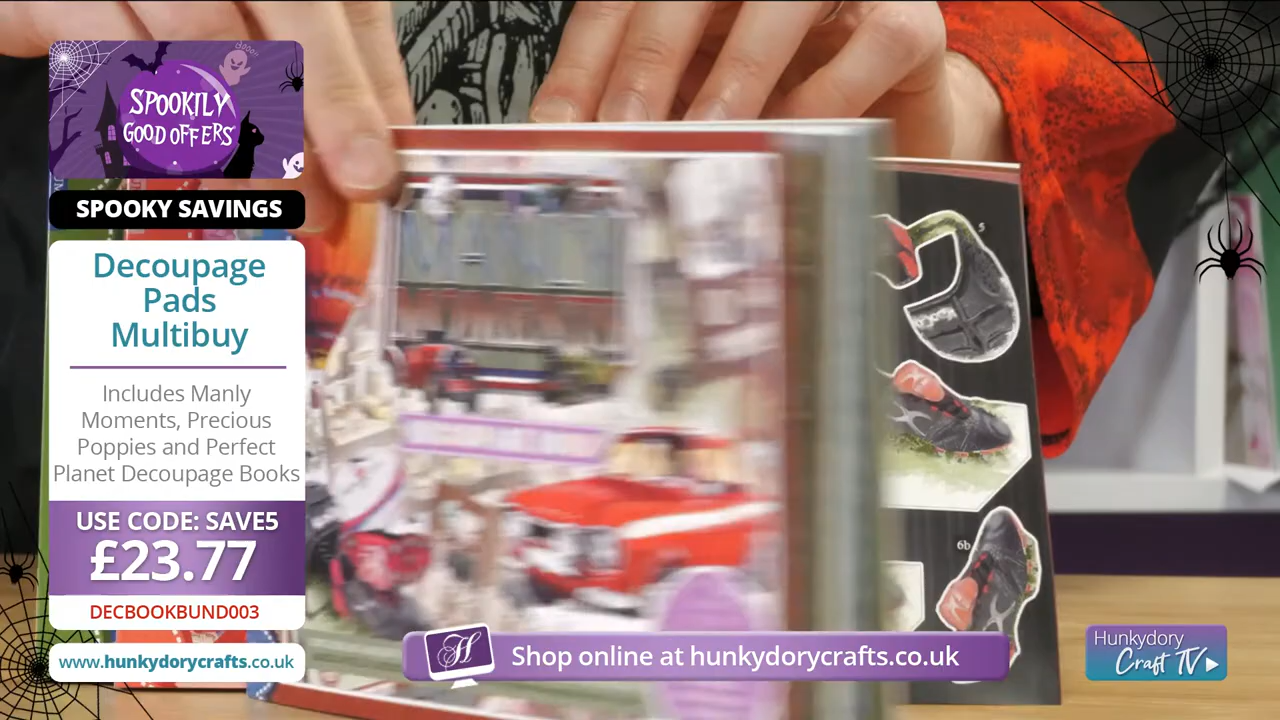 SPOOKILY
GOOD OFFERS
SPOOKY SAVINGS
Decoupage
Pads
Multibuy
Includes Manly
Moments, Precious
Poppies and Perfect
Planet Decoupage Books
USE CODE: SAVE5
£23.77
DECBOOKBUND003
www.hunkydorycrafts.co.uk
5
6b
H
Shop online at hunkydorycrafts.co.uk
Hunkydory
Craft TV